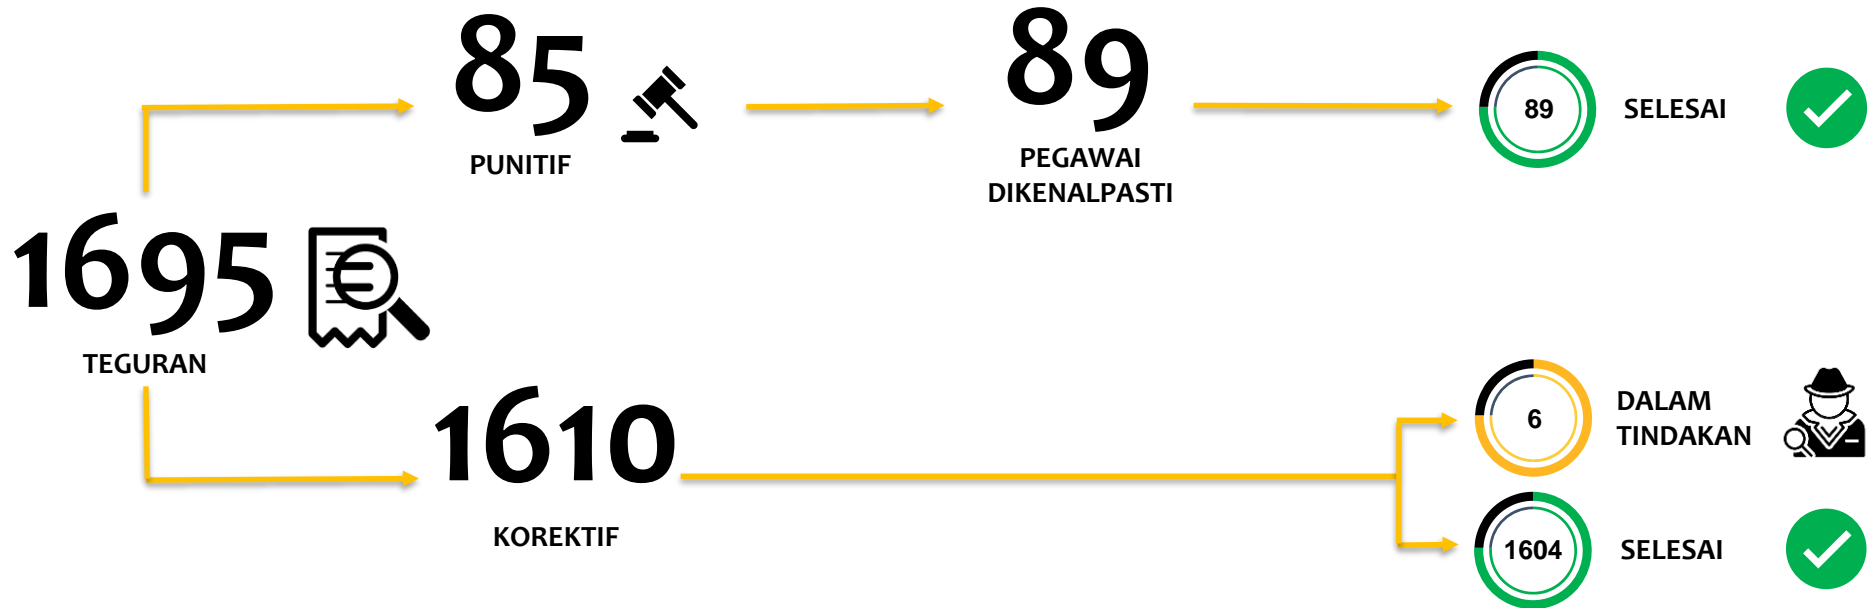 85
PUNITIF
89
PEGAWAI
DIKENALPASTI
89
SELESAI
1695
TEGURAN
1610
KOREKTIF
6
DALAM
TINDAKAN
1604
SELESAI